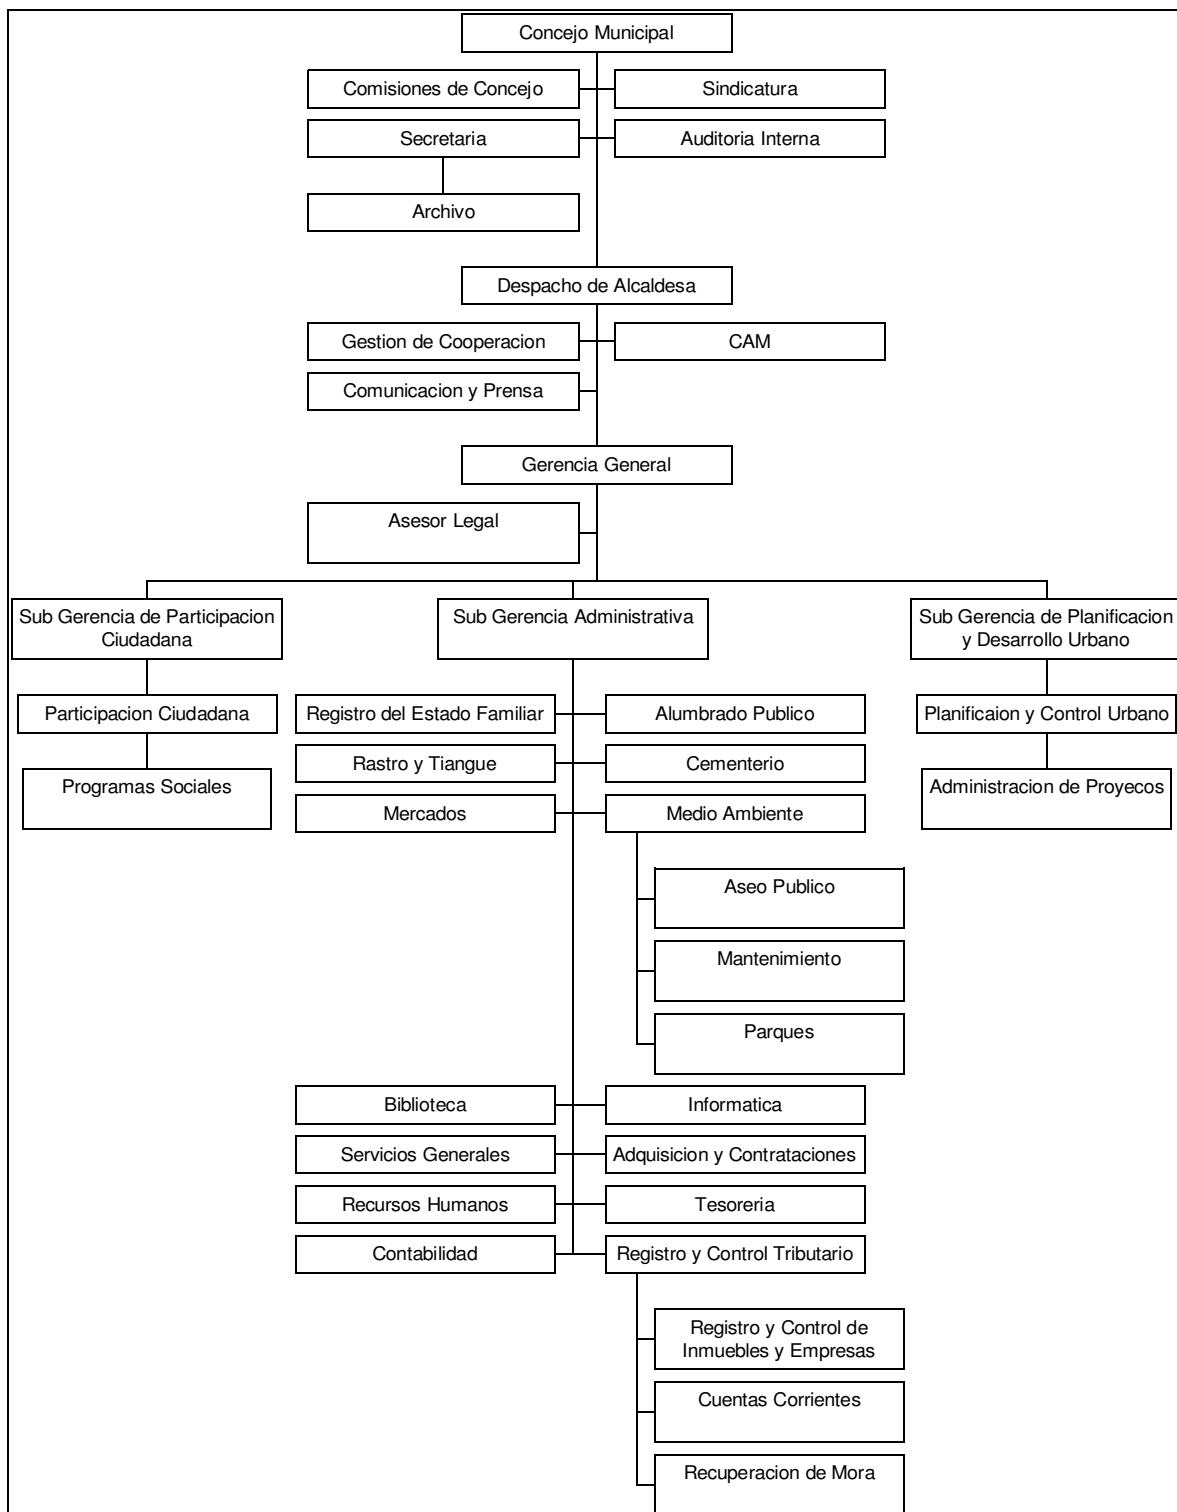 Concejo Municipal
Comisiones de Concejo
Sindicatura
Secretaria
Auditoria Interna
Archivo
Despacho de Alcaldesa
Gestion de Cooperacion
CAM
Comunicacion y Prensa
Gerencia General
Asesor Legal
Sub Gerencia de Participacion
Ciudadana
Sub Gerencia Administrativa
Sub Gerencia de Planificacion
y Desarrollo Urbano
Participacion Ciudadana
Registro del Estado Familiar
Alumbrado Publico
Planificaion y Control Urbano
Rastro y Tiangue
Cementerio
Programas Sociales
Administracion de Proyecos
Mercados
Medio Ambiente
Aseo Publico
Mantenimiento
Parques
Biblioteca
Informatica
Servicios Generales
Adquisicion y Contrataciones
Recursos Humanos
Tesoreria
Contabilidad
Registro y Control Tributario
Registro y Control de
Inmuebles y Empresas
Cuentas Corrientes
Recuperacion de Mora